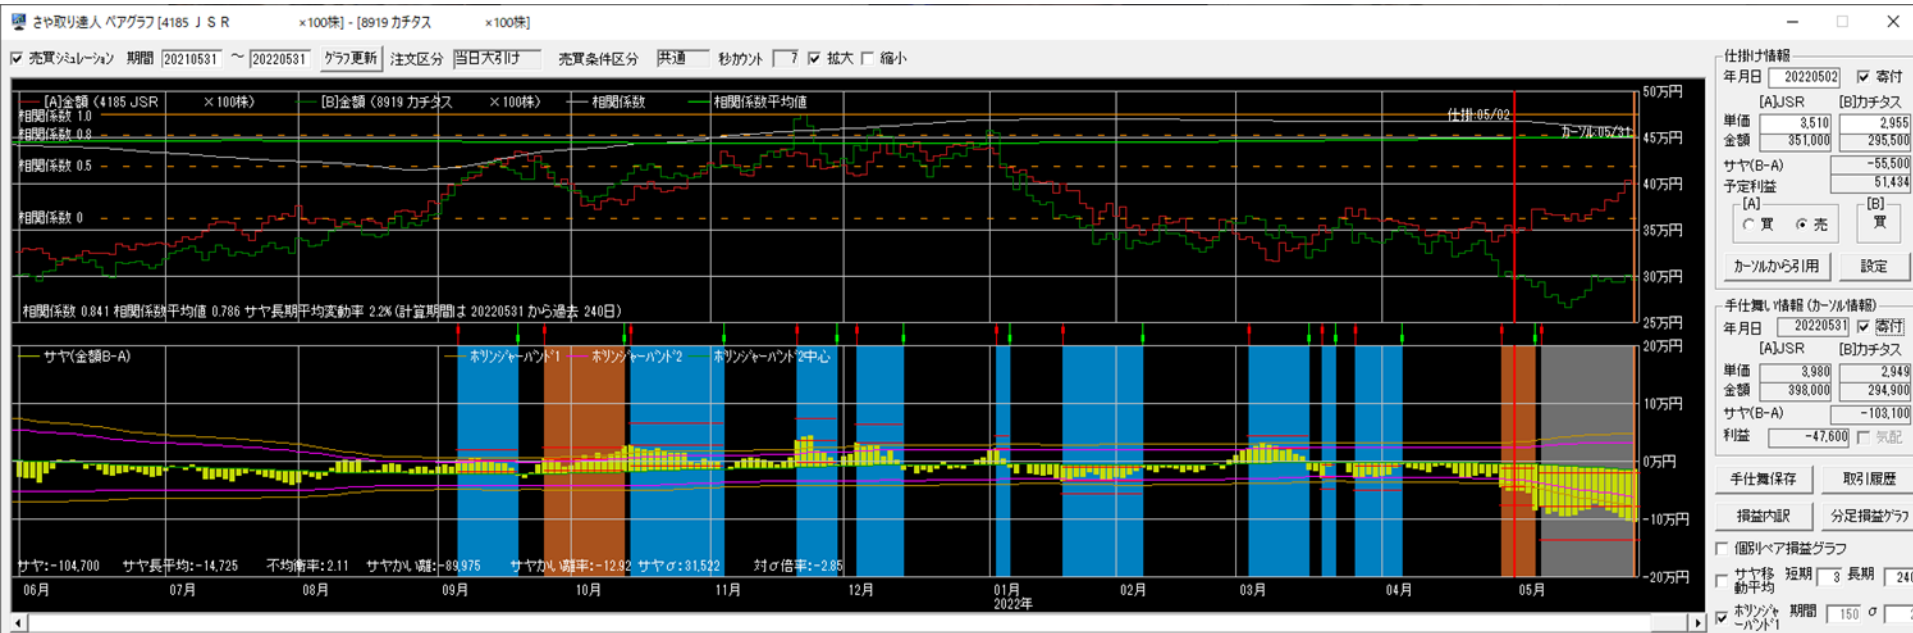 さや取り達人 ペアグラフ [4185 ＪＳＲ ×100株] - [8919 カチタス ×100株]
売買シミュレーション 期間 20210531 ～ 20220531 グラフ更新 注文区分 当日大引け 売買条件区分 共通 秒カウント 7 拡大 縮小
[A]金額 (4185 JSR ×100株) [B]金額 (8919 カチタス ×100株) 相関係数 相関係数平均値
相関係数 1.0
相関係数 0.8
相関係数 0.5
相関係数 0
仕掛:05/02
カーソル:05/31
50万円
45万円
40万円
35万円
30万円
25万円
相関係数 0.841 相関係数平均値 0.786 サヤ長期平均変動率 2.2% (計算期間は 20220531 から過去 240日)
サヤ(金額B-A) ボリンジャーバンド1 ボリンジャーバンド2 ボリンジャーバンド2中心
20万円
10万円
0万円
-10万円
-20万円
サヤ:-104,700 サヤ長平均:-14,725 不均衡率:2.11 サヤかい離:-89,975 サヤかい離率:-12.92 サヤσ:31,522 対σ倍率:-2.85
06月 07月 08月 09月 10月 11月 12月 01月 02月 03月 04月 05月
2022年
仕掛け情報
年月日 20220502 寄付
[A]JSR [B]カチタス
単価 3,510 2,955
金額 351,000 295,500
サヤ(B-A) -55,500
予定利益 51,434
[A] [B]
買 売 買
カーソルから引用 設定
手仕舞い情報 (カーソル情報)
年月日 20220531 寄付
[A]JSR [B]カチタス
単価 3,980 2,949
金額 398,000 294,900
サヤ(B-A) -103,100
利益 -47,600 気配
手仕舞保存 取引履歴
損益内訳 分足損益グラフ
個別ペア損益グラフ
サヤ移動平均 短期 3 長期 240
ボリンジャーバンド1 期間 150 σ